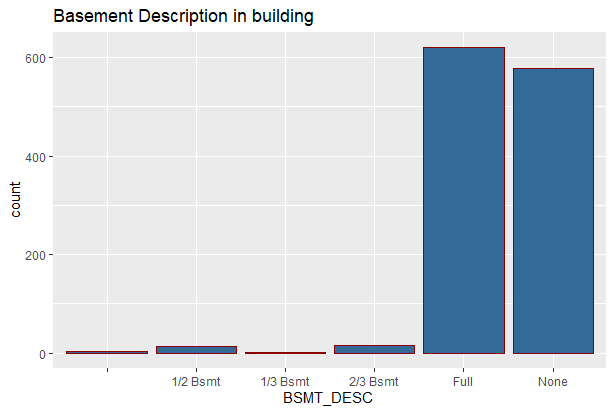 Basement Description in building
count
600
400
200
0
1/2 Bsmt 1/3 Bsmt 2/3 Bsmt Full None
BSMT_DESC